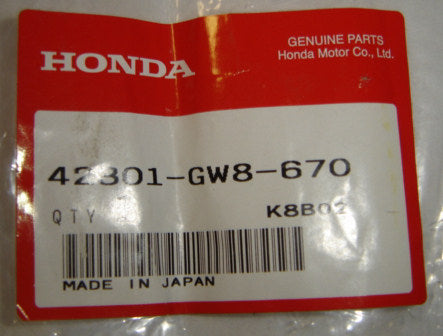 HONDA
GENUINE PARTS
Honda Motor Co., Ltd.
42301-GW8-670
QTY
K8B02
MADE IN JAPAN